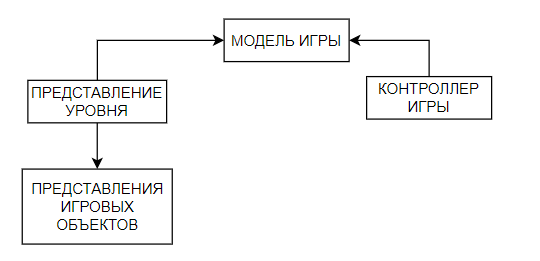 МОДЕЛЬ ИГРЫ
ПРЕДСТАВЛЕНИЕ
УРОВНЯ
КОНТРОЛЛЕР
ИГРЫ
ПРЕДСТАВЛЕНИЯ
ИГРОВЫХ
ОБЪЕКТОВ